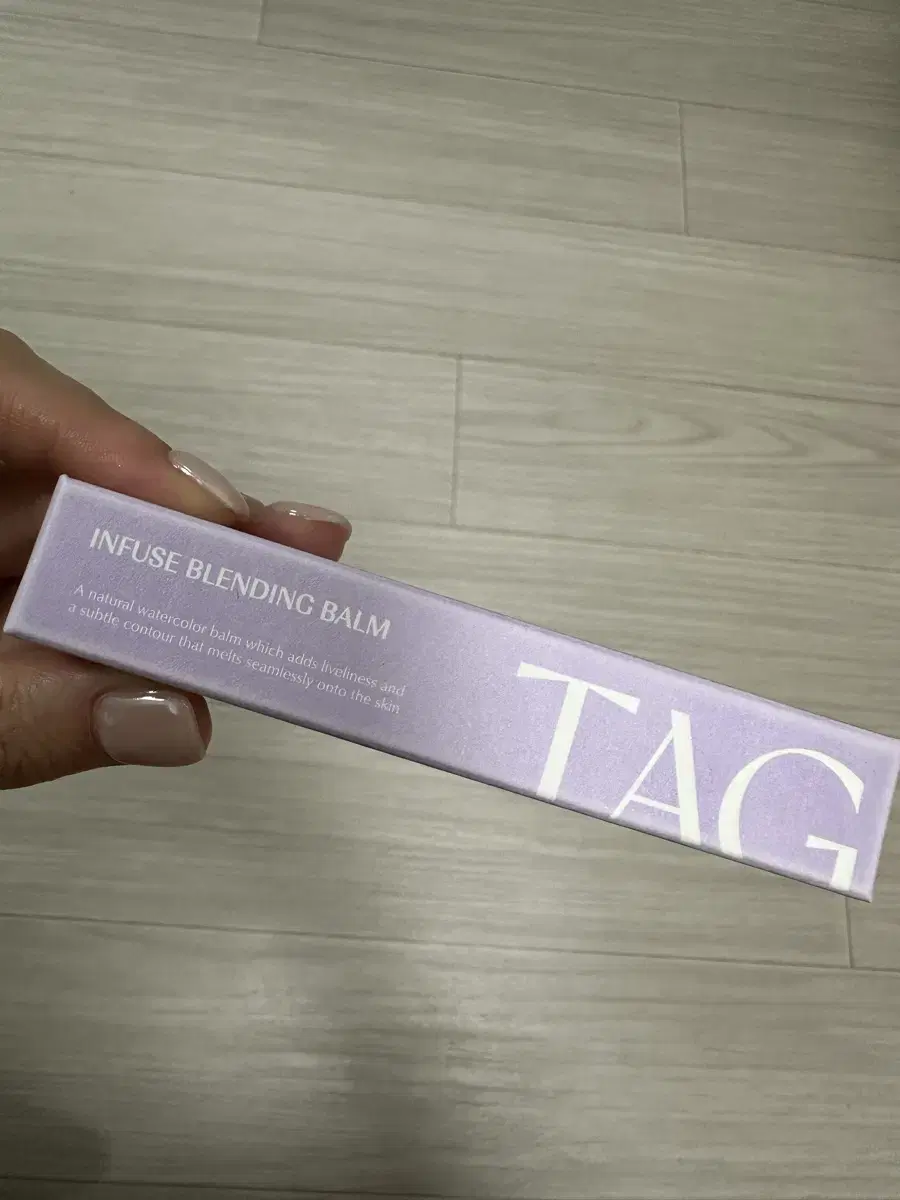 INFUSE BLENDING BALM
A natural watercolor balm which adds liveliness and
a subtle contour that melts seamlessly onto the skin
TAG